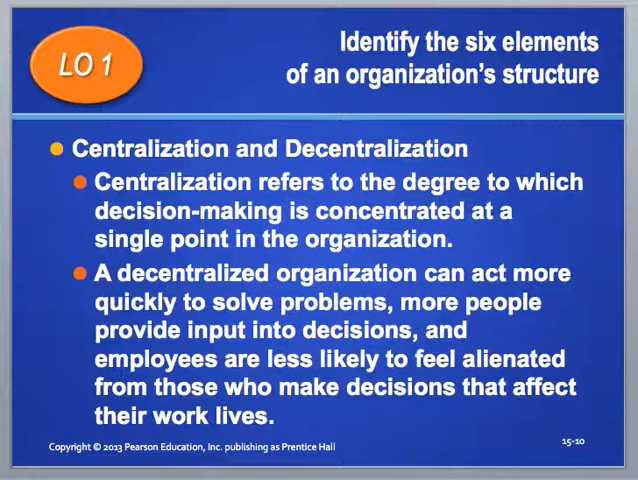 LO 1
Identify the six elements
of an organization's structure
Centralization and Decentralization
Centralization refers to the degree to which
decision-making is concentrated at a
single point in the organization.
A decentralized organization can act more
quickly to solve problems, more people
provide input into decisions, and
employees are less likely to feel alienated
from those who make decisions that affect
their work lives.
Copyright © 2013 Pearson Education, Inc. publishing as Prentice Hall
15-10